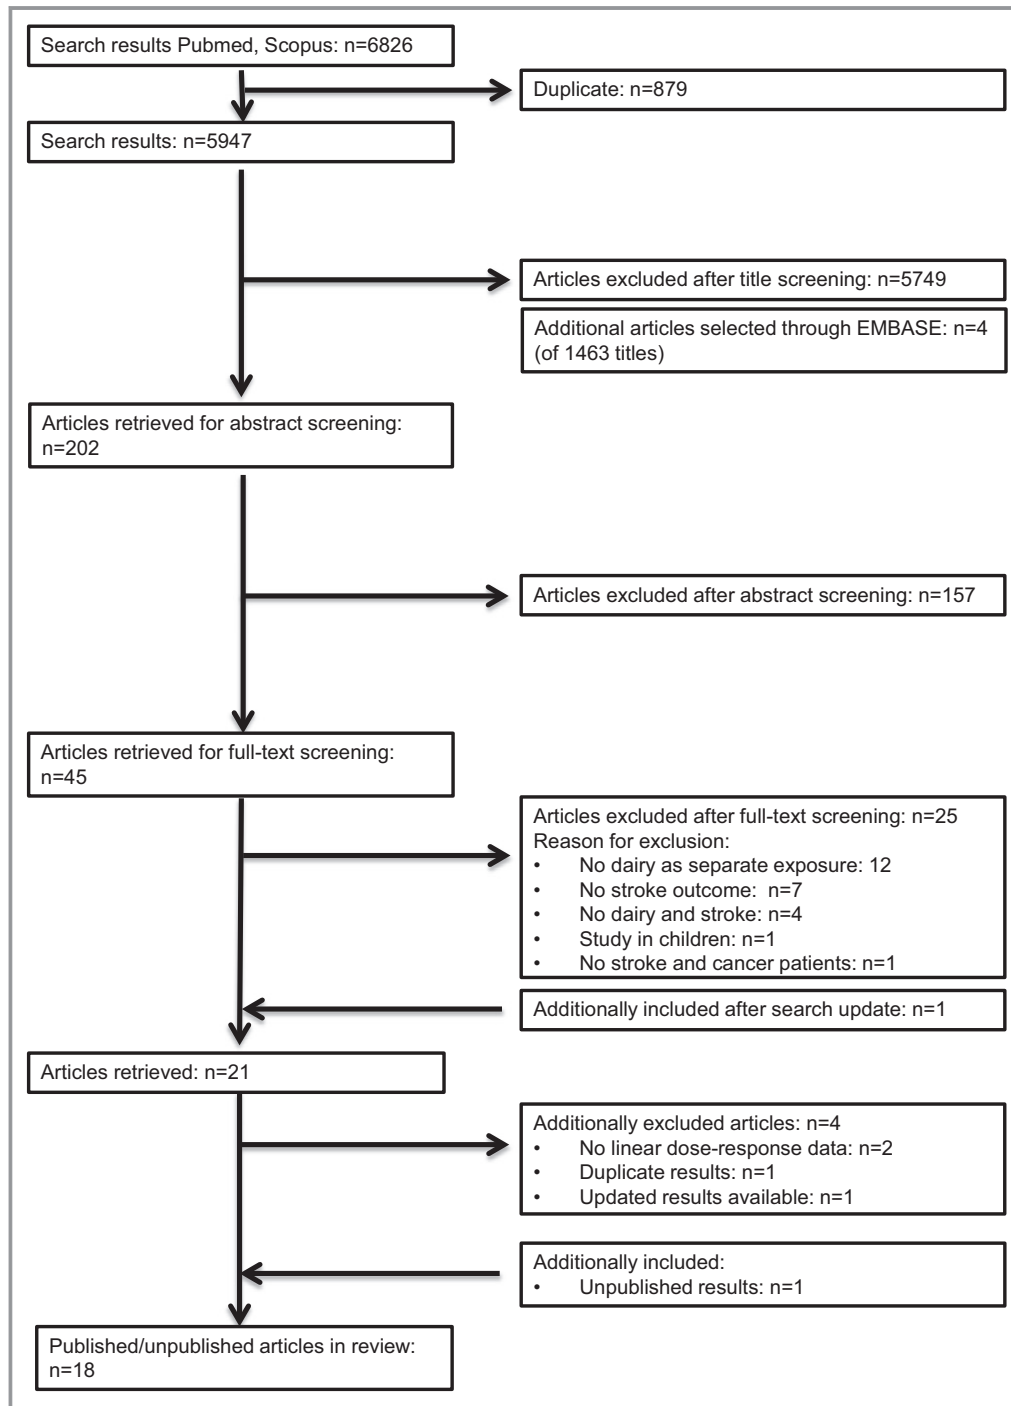 Search results Pubmed, Scopus: n=6826
Duplicate: n=879
Search results: n=5947
Articles excluded after title screening: n=5749
Additional articles selected through EMBASE: n=4
(of 1463 titles)
Articles retrieved for abstract screening:
n=202
Articles excluded after abstract screening: n=157
Articles retrieved for full-text screening:
n=45
Articles excluded after full-text screening: n=25
Reason for exclusion:
• No dairy as separate exposure: 12
• No stroke outcome:  n=7
• No dairy and stroke: n=4
• Study in children: n=1
• No stroke and cancer patients: n=1
Additionally included after search update: n=1
Articles retrieved: n=21
Additionally excluded articles: n=4
• No linear dose-response data: n=2
• Duplicate results: n=1
• Updated results available: n=1
Additionally included:
• Unpublished results: n=1
Published/unpublished articles in review:
n=18